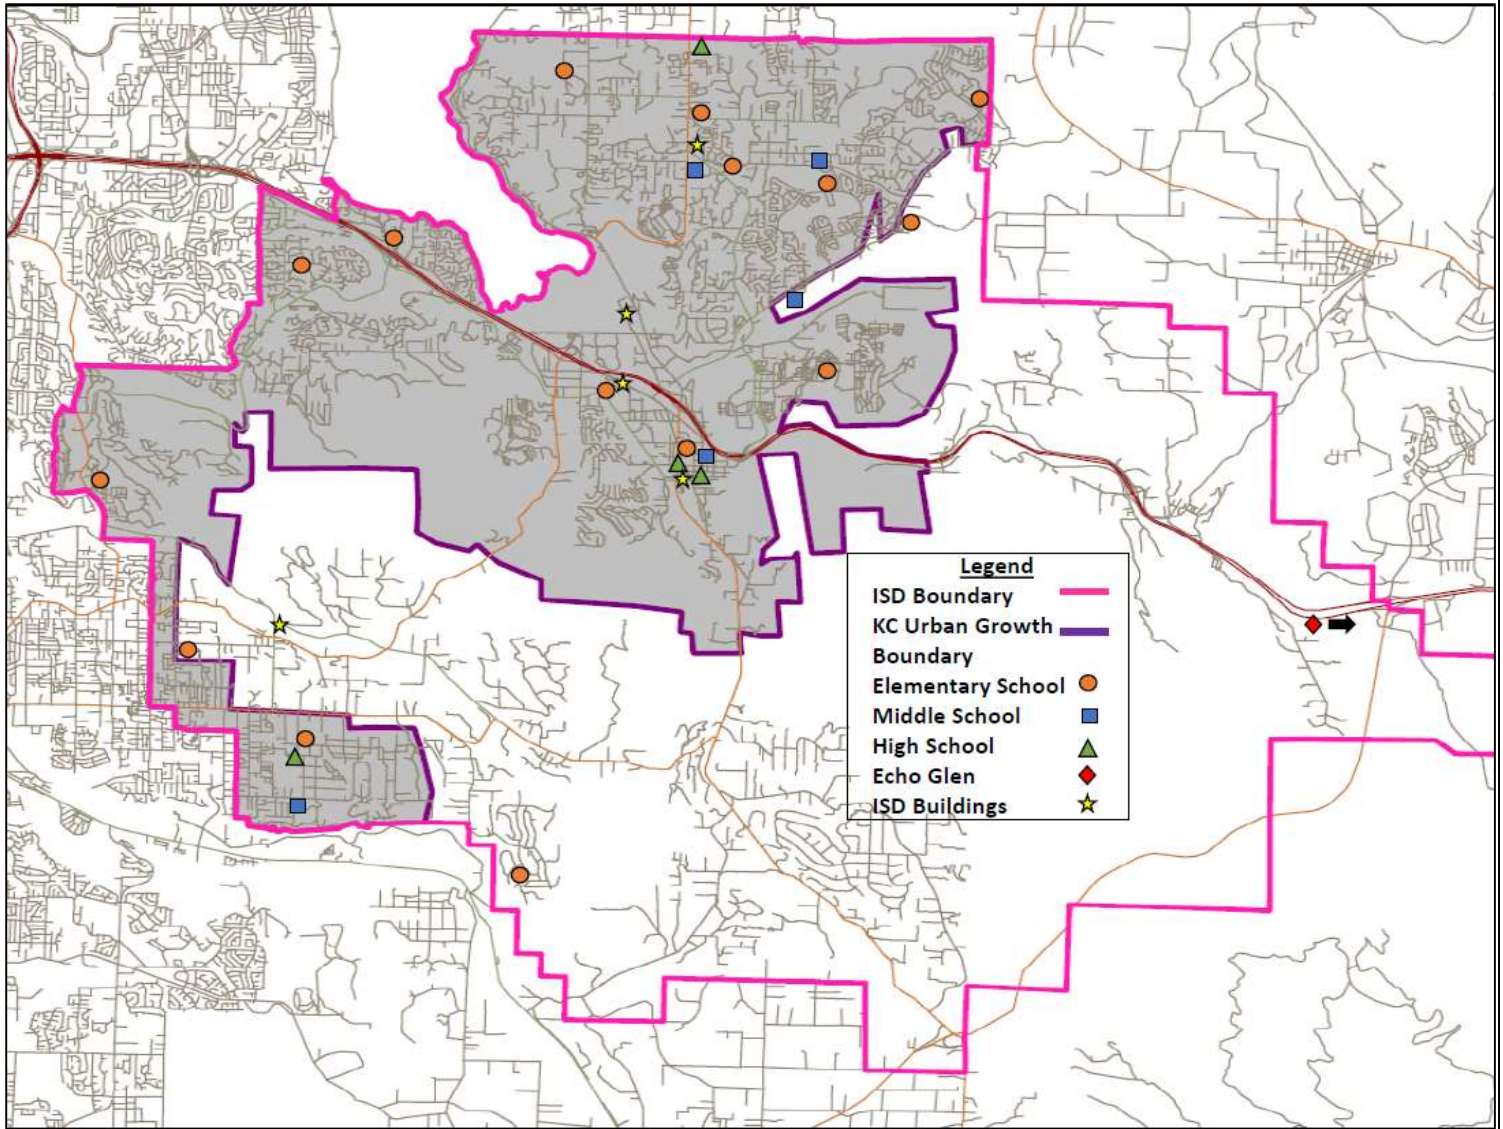 Legend
ISD Boundary
KC Urban Growth
Boundary
Elementary School
Middle School
High School
Echo Glen
ISD Buildings